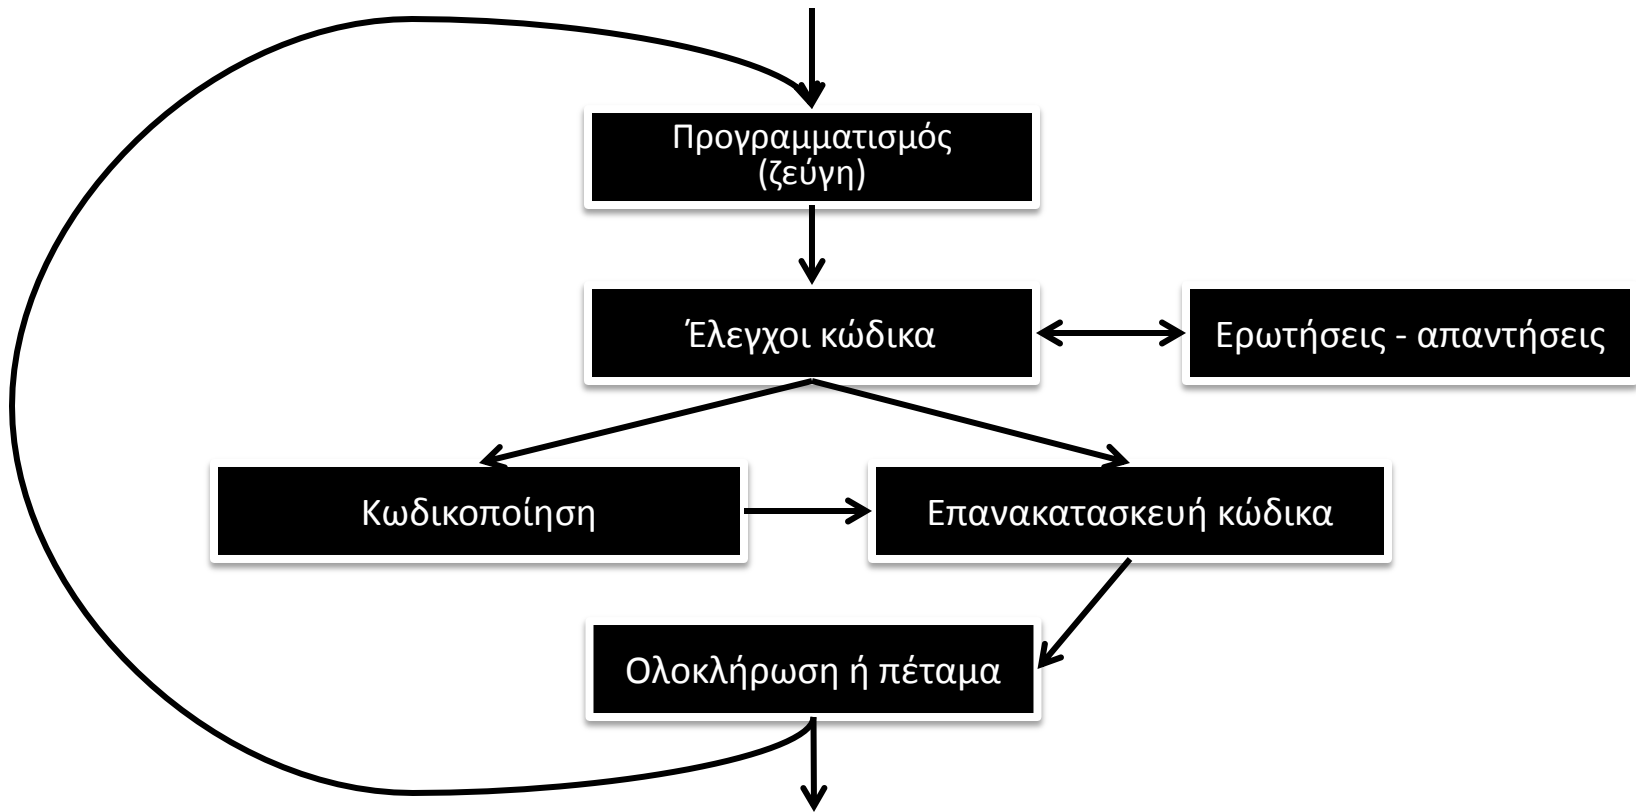 Προγραμματισμός
(ζεύγη)
Έλεγχοι κώδικα
Ερωτήσεις - απαντήσεις
Κωδικοποίηση
Επανακατασκευή κώδικα
Ολοκλήρωση ή πέταμα